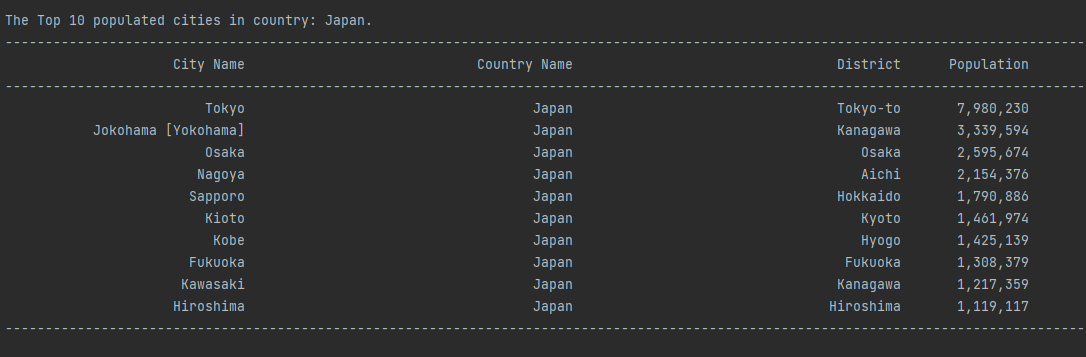 The Top 10 populated cities in country: Japan.
City Name Country Name District Population
Tokyo Japan Tokyo-to 7,980,230
Jokohama [Yokohama] Japan Kanagawa 3,339,594
Osaka Japan Osaka 2,595,674
Nagoya Japan Aichi 2,154,376
Sapporo Japan Hokkaido 1,790,886
Kioto Japan Kyoto 1,461,974
Kobe Japan Hyogo 1,425,139
Fukuoka Japan Fukuoka 1,308,379
Kawasaki Japan Kanagawa 1,217,359
Hiroshima Japan Hiroshima 1,119,117